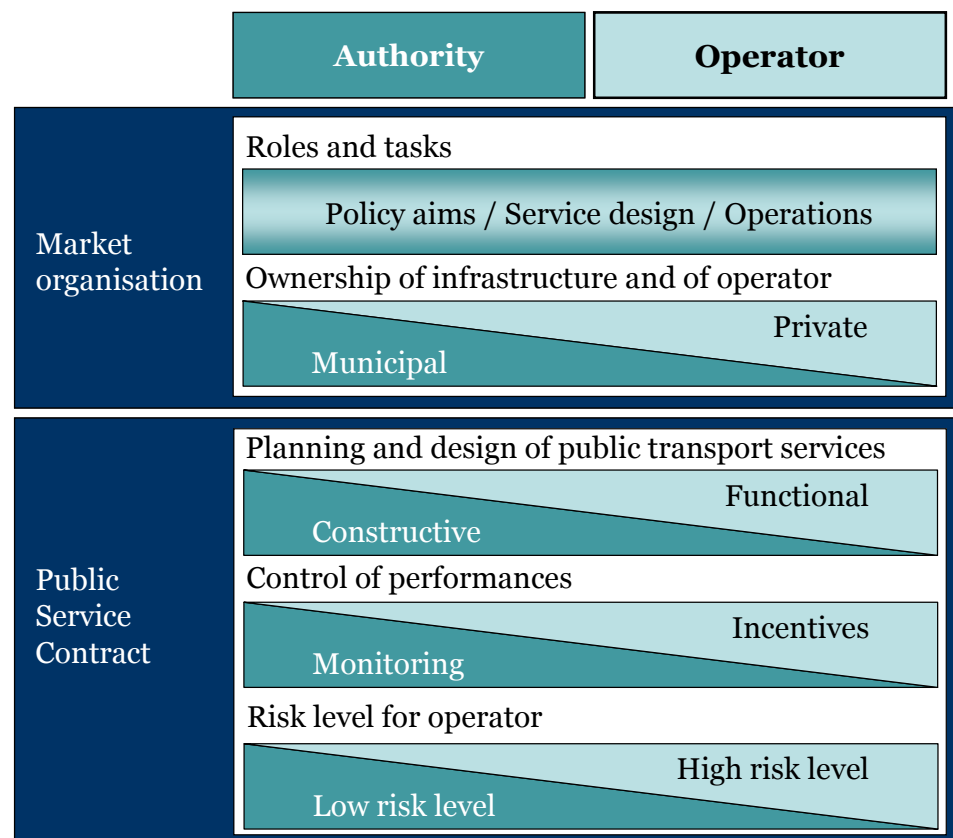 Authority
Operator
Market
organisation
Roles and tasks
Policy aims / Service design / Operations
Ownership of infrastructure and of operator
Private
Municipal
Public
Service
Contract
Planning and design of public transport services
Functional
Constructive
Control of performances
Incentives
Monitoring
Risk level for operator
High risk level
Low risk level